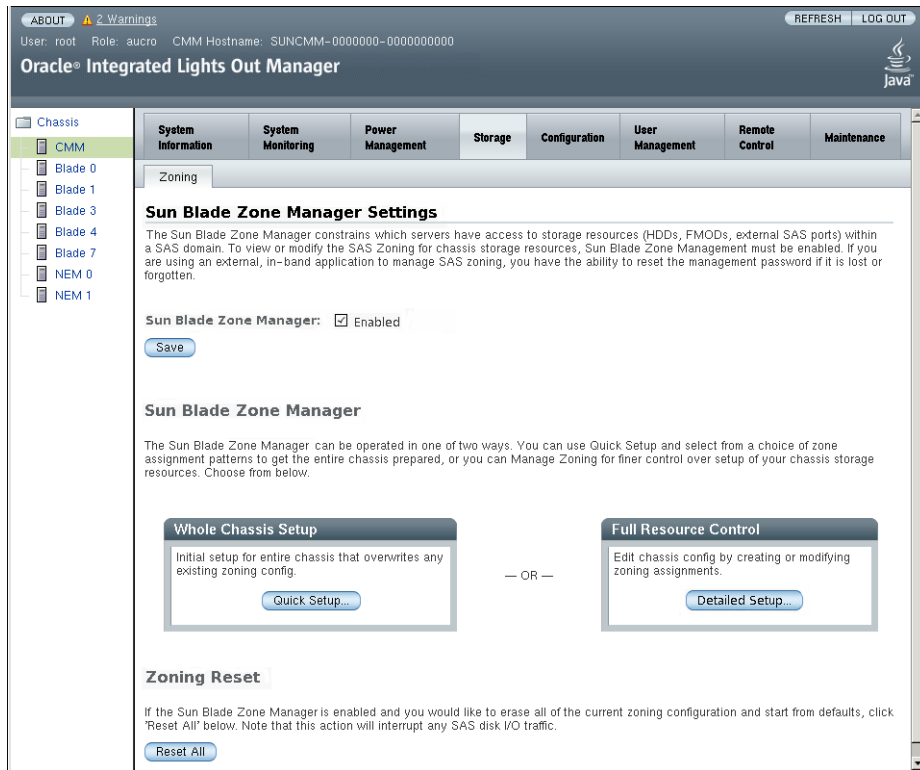 ABOUT 2 Warnings REFRESH LOG OUT
User: root Role: aucro CMM Hostname: SUNCMM-0000000-0000000000
Oracle® Integrated Lights Out Manager
Java™
Chassis
CMM
Blade 0
Blade 1
Blade 3
Blade 4
Blade 7
NEM 0
NEM 1
System Information
System Monitoring
Power Management
Storage
Configuration
User Management
Remote Control
Maintenance
Zoning
Sun Blade Zone Manager Settings
The Sun Blade Zone Manager constrains which servers have access to storage resources (HDDs, FMODs, external SAS ports) within
a SAS domain. To view or modify the SAS Zoning for chassis storage resources, Sun Blade Zone Management must be enabled. If you
are using an external, in-band application to manage SAS zoning, you have the ability to reset the management password if it is lost or
forgotten.
Sun Blade Zone Manager: Enabled
Save
Sun Blade Zone Manager
The Sun Blade Zone Manager can be operated in one of two ways. You can use Quick Setup and select from a choice of zone
assignment patterns to get the entire chassis prepared, or you can Manage Zoning for finer control over setup of your chassis storage
resources. Choose from below.
Whole Chassis Setup
Initial setup for entire chassis that overwrites any
existing zoning config.
Quick Setup...
— OR —
Full Resource Control
Edit chassis config by creating or modifying
zoning assignments.
Detailed Setup...
Zoning Reset
If the Sun Blade Zone Manager is enabled and you would like to erase all of the current zoning configuration and start from defaults, click
'Reset All' below. Note that this action will interrupt any SAS disk I/O traffic.
Reset All